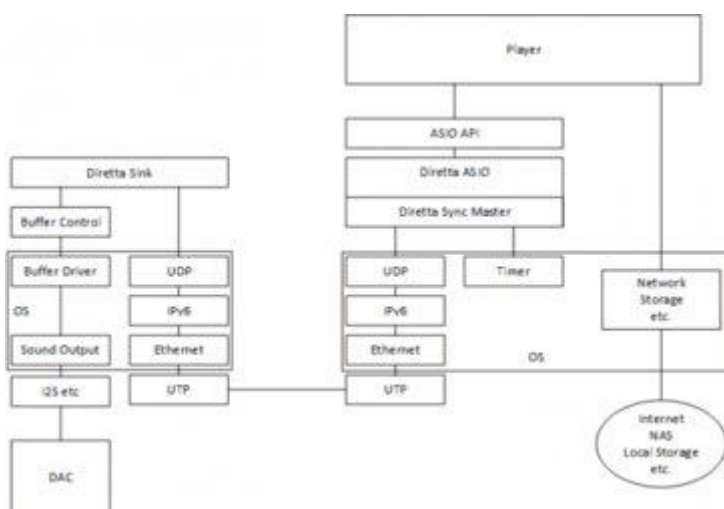 Player
ASIO API
Diretta Sink
Diretta ASIO
Buffer Control
Diretta Sync Master
Buffer Driver
UDP
UDP
Timer
Network
Storage
etc.
OS
IPv6
IPv6
Sound Output
Ethernet
Ethernet
OS
I2S etc
UTP
UTP
Internet
NAS
Local Storage
etc.
DAC